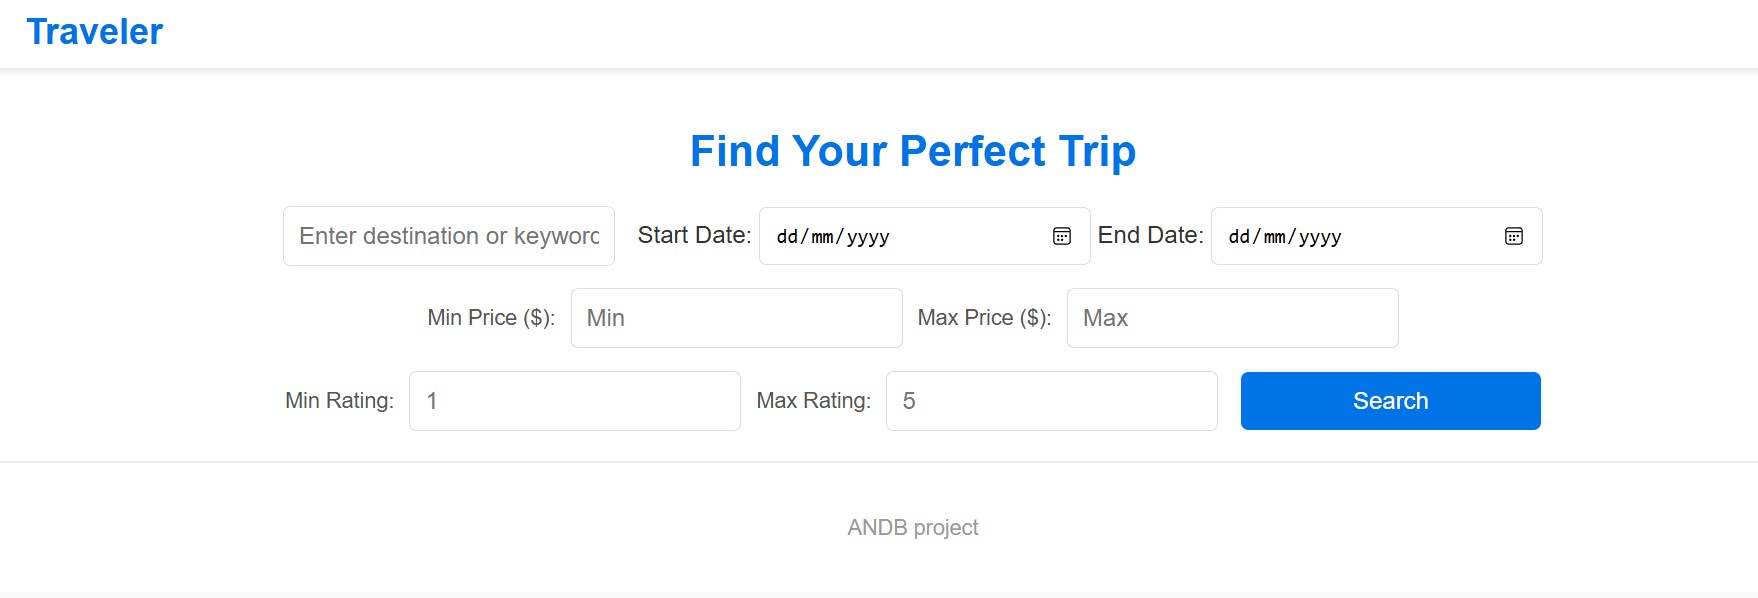 Traveler
Find Your Perfect Trip
Enter destination or keyword Start Date: dd/mm/yyyy End Date: dd/mm/yyyy
Min Price ($): Min Max Price ($): Max
Min Rating: 1 Max Rating: 5 Search
ANDB project